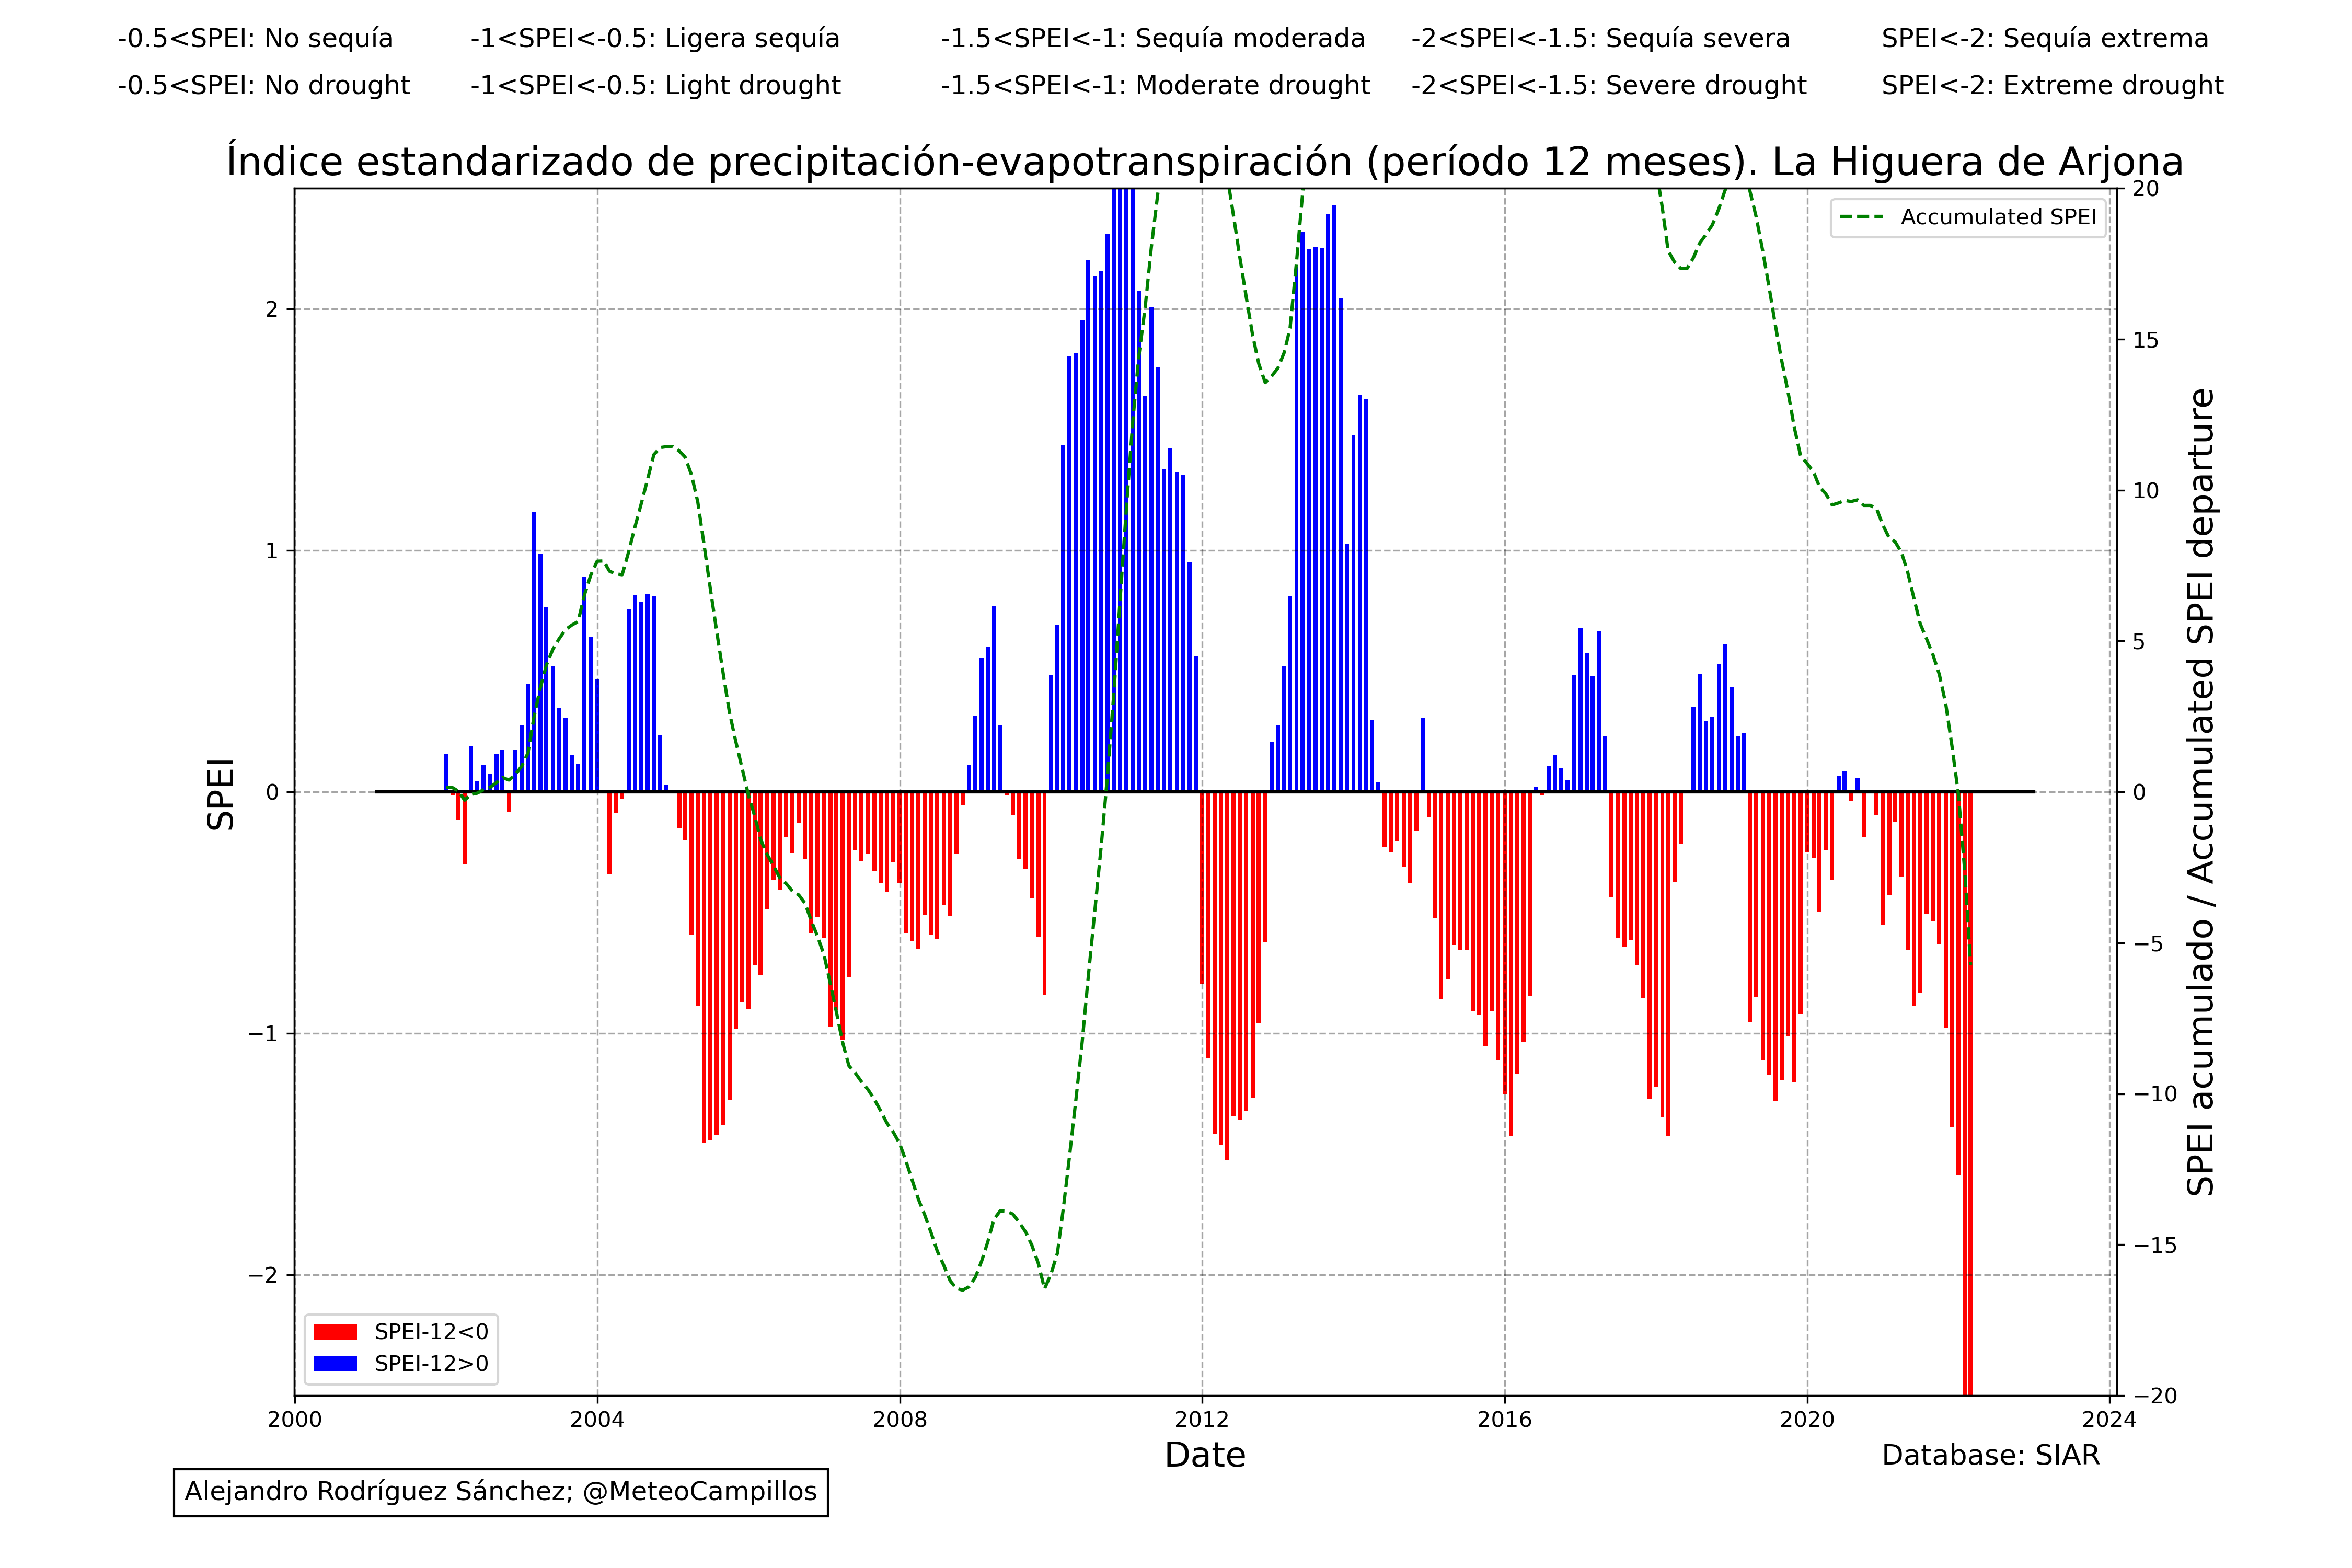 -0.5<SPEI: No sequía -1<SPEI<-0.5: Ligera sequía -1.5<SPEI<-1: Sequía moderada -2<SPEI<-1.5: Sequía severa SPEI<-2: Sequía extrema
-0.5<SPEI: No drought -1<SPEI<-0.5: Light drought -1.5<SPEI<-1: Moderate drought -2<SPEI<-1.5: Severe drought SPEI<-2: Extreme drought
Índice estandarizado de precipitación-evapotranspiración (período 12 meses). La Higuera de Arjona
Accumulated SPEI
SPEI
2
1
0
−1
−2
20
15
10
5
0
−5
−10
−15
−20
SPEI acumulado / Accumulated SPEI departure
SPEI-12<0
SPEI-12>0
2000 2004 2008 2012 2016 2020 2024
Date
Database: SIAR
Alejandro Rodríguez Sánchez; @MeteoCampillos